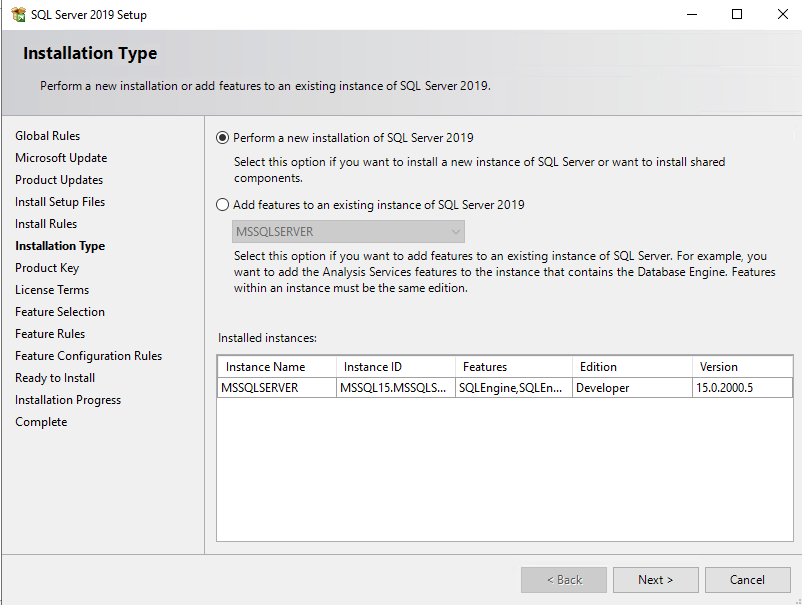 SQL Server 2019 Setup
Installation Type
Perform a new installation or add features to an existing instance of SQL Server 2019.
Global Rules
Microsoft Update
Product Updates
Install Setup Files
Install Rules
Installation Type
Product Key
License Terms
Feature Selection
Feature Rules
Feature Configuration Rules
Ready to Install
Installation Progress
Complete
Perform a new installation of SQL Server 2019
Select this option if you want to install a new instance of SQL Server or want to install shared
components.
Add features to an existing instance of SQL Server 2019
MSSQLSERVER
Select this option if you want to add features to an existing instance of SQL Server. For example, you
want to add the Analysis Services features to the instance that contains the Database Engine. Features
within an instance must be the same edition.
Installed instances:
Instance Name Instance ID Features Edition Version
MSSQLSERVER MSSQL15.MSSQLS... SQLEngine,SQLEn... Developer 15.0.2000.5
< Back Next > Cancel